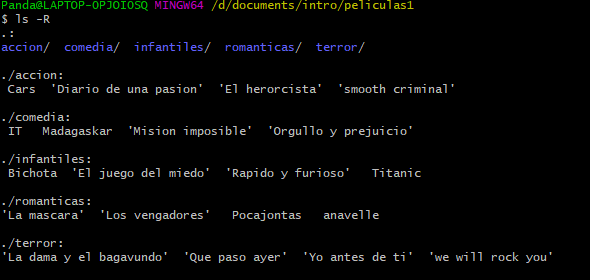 Panda@LAPTOP-OPJOIOSQ MINGW64 /d/documents/intro/peliculas1
$ ls -R
.:
accion/  comedia/  infantiles/  romanticas/  terror/
./accion:
Cars  'Diario de una pasion'  'El herorcista'  'smooth criminal'
./comedia:
IT  Madagaskar  'Mision imposible'  'Orgullo y prejuicio'
./infantiles:
Bichota  'El juego del miedo'  'Rapido y furioso'  Titanic
./romanticas:
'La mascara'  'Los vengadores'  Pocajontas  anavelle
./terror:
'La dama y el bagavundo'  'Que paso ayer'  'Yo antes de ti'  'we will rock you'